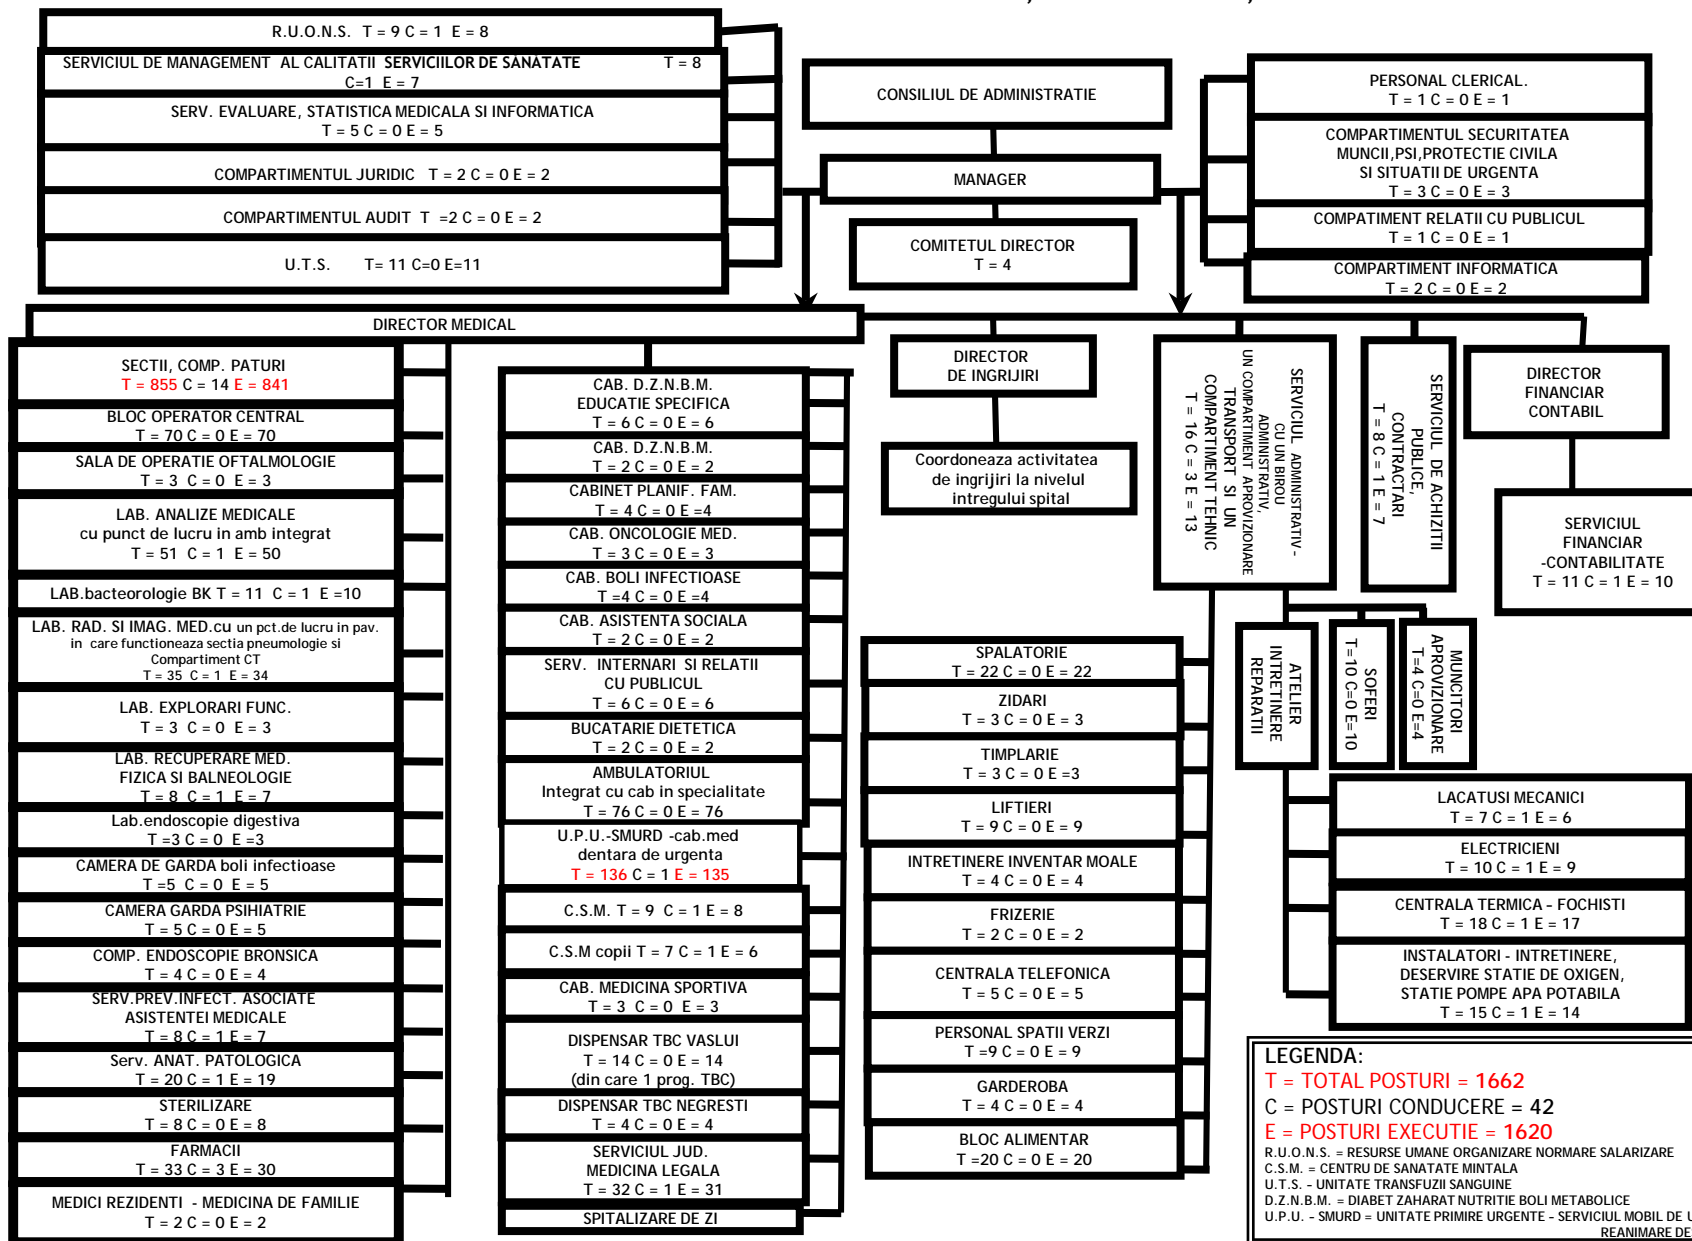 R.U.O.N.S. T = 9 C = 1 E = 8
SERVICIUL DE MANAGEMENT AL CALITATII SERVICIILOR DE SĂNĂTATE T = 8
C=1 E = 7
SERV. EVALUARE, STATISTICA MEDICALA SI INFORMATICA
T = 5 C = 0 E = 5
COMPARTIMENTUL JURIDIC T = 2 C = 0 E = 2
COMPARTIMENTUL AUDIT T =2 C = 0 E = 2
U.T.S. T= 11 C=0 E=11
CONSILIUL DE ADMINISTRATIE
MANAGER
COMITETUL DIRECTOR
T = 4
PERSONAL CLERICAL.
T = 1 C = 0 E = 1
COMPARTIMENTUL SECURITATEA
MUNCII,PSI,PROTECTIE CIVILA
SI SITUATII DE URGENTA
T = 3 C = 0 E = 3
COMPATIMENT RELATII CU PUBLICUL
T = 1 C = 0 E = 1
COMPARTIMENT INFORMATICA
T = 2 C = 0 E = 2
DIRECTOR MEDICAL
SECTII, COMP. PATURI
T = 855 C = 14 E = 841
BLOC OPERATOR CENTRAL
T = 70 C = 0 E = 70
SALA DE OPERATIE OFTALMOLOGIE
T = 3 C = 0 E = 3
LAB. ANALIZE MEDICALE
cu punct de lucru in amb integrat
T = 51 C = 1 E = 50
LAB.bacteorologie BK T = 11 C = 1 E =10
LAB. RAD. SI IMAG. MED.cu un pct.de lucru in pav.
in care functioneaza sectia pneumologie si
Compartiment CT
T = 35 C = 1 E = 34
LAB. EXPLORARI FUNC.
T = 3 C = 0 E = 3
LAB. RECUPERARE MED.
FIZICA SI BALNEOLOGIE
T = 8 C = 1 E = 7
Lab.endoscopie digestiva
T =3 C = 0 E =3
CAMERA DE GARDA boli infectioase
T =5 C = 0 E = 5
CAMERA GARDA PSIHIATRIE
T = 5 C = 0 E = 5
COMP. ENDOSCOPIE BRONSICA
T = 4 C = 0 E = 4
SERV.PREV.INFECT. ASOCIATE
ASISTENTEI MEDICALE
T = 8 C = 1 E = 7
Serv. ANAT. PATOLOGICA
T = 20 C = 1 E = 19
STERILIZARE
T = 8 C = 0 E = 8
FARMACII
T = 33 C = 3 E = 30
MEDICI REZIDENTI - MEDICINA DE FAMILIE
T = 2 C = 0 E = 2
CAB. D.Z.N.B.M.
EDUCATIE SPECIFICA
T = 6 C = 0 E = 6
CAB. D.Z.N.B.M.
T = 2 C = 0 E = 2
CABINET PLANIF. FAM.
T = 4 C = 0 E =4
CAB. ONCOLOGIE MED.
T = 3 C = 0 E = 3
CAB. BOLI INFECTIOASE
T =4 C = 0 E =4
CAB. ASISTENTA SOCIALA
T = 2 C = 0 E = 2
SERV. INTERNARI SI RELATII
CU PUBLICUL
T = 6 C = 0 E = 6
BUCATARIE DIETETICA
T = 2 C = 0 E = 2
AMBULATORIUL
Integrat cu cab in specialitate
T = 76 C = 0 E = 76
U.P.U.-SMURD -cab.med
dentara de urgenta
T = 136 C = 1 E = 135
C.S.M. T = 9 C = 1 E = 8
C.S.M copii T = 7 C = 1 E = 6
CAB. MEDICINA SPORTIVA
T = 3 C = 0 E = 3
DISPENSAR TBC VASLUI
T = 14 C = 0 E = 14
(din care 1 prog. TBC)
DISPENSAR TBC NEGRESTI
T = 4 C = 0 E = 4
SERVICIUL JUD.
MEDICINA LEGALA
T = 32 C = 1 E = 31
SPITALIZARE DE ZI
DIRECTOR
DE INGRIJIRI
Coordoneaza activitatea
de ingrijiri la nivelul
intregului spital
SERVICIUL ADMINISTRATIV -
CU UN BIROU
ADMINISTRATIV,
UN COMPARTIMENT APROVIZIONARE
TRANSPORT SI UN
COMPARTIMENT TEHNIC
T = 16 C = 3 E = 13
SERVICIUL DE ACHIZITII
PUBLICE,
CONTRACTARI
T = 8 C = 1 E = 7
DIRECTOR
FINANCIAR
CONTABIL
SERVICIUL
FINANCIAR
-CONTABILITATE
T = 11 C = 1 E = 10
SPALATORIE
T = 22 C = 0 E = 22
ZIDARI
T = 3 C = 0 E = 3
TIMPLARIE
T = 3 C = 0 E =3
LIFTIERI
T = 9 C = 0 E = 9
INTRETINERE INVENTAR MOALE
T = 4 C = 0 E = 4
FRIZERIE
T = 2 C = 0 E = 2
CENTRALA TELEFONICA
T = 5 C = 0 E = 5
PERSONAL SPATII VERZI
T =9 C = 0 E = 9
GARDEROBA
T = 4 C = 0 E = 4
BLOC ALIMENTAR
T =20 C = 0 E = 20
ATELIER
INTRETINERE
REPARATII
SOFERI
T=10 C=0 E=10
MUNCITORI
APROVIZIONARE
T=4 C=0 E=4
LACATUSI MECANICI
T = 7 C = 1 E = 6
ELECTRICIENI
T = 10 C = 1 E = 9
CENTRALA TERMICA - FOCHISTI
T = 18 C = 1 E = 17
INSTALATORI - INTRETINERE,
DESERVIRE STATIE DE OXIGEN,
STATIE POMPE APA POTABILA
T = 15 C = 1 E = 14
LEGENDA:
T = TOTAL POSTURI = 1662
C = POSTURI CONDUCERE = 42
E = POSTURI EXECUTIE = 1620
R.U.O.N.S. = RESURSE UMANE ORGANIZARE NORMARE SALARIZARE
C.S.M. = CENTRU DE SANATATE MINTALA
U.T.S. - UNITATE TRANSFUZII SANGUINE
D.Z.N.B.M. = DIABET ZAHARAT NUTRITIE BOLI METABOLICE
U.P.U. - SMURD = UNITATE PRIMIRE URGENTE - SERVICIUL MOBIL DE U
REANIMARE DE